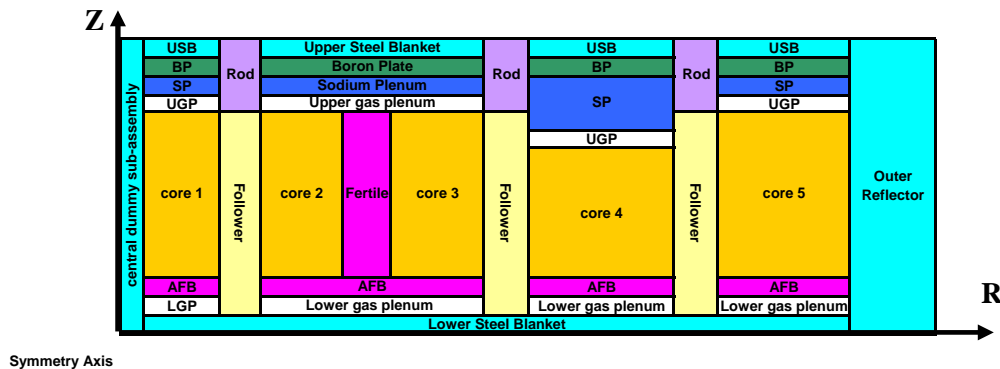 Z
USB
Upper Steel Blanket
USB
USB
BP
Rod
Boron Plate
Rod
BP
Rod
BP
SP
Sodium Plenum
SP
SP
UGP
Upper gas plenum
UGP
UGP
central dummy sub-assembly
core 1
Follower
core 2
Fertile
core 3
Follower
core 4
Follower
core 5
Outer
Reflector
AFB
AFB
AFB
AFB
LGP
Lower gas plenum
Lower gas plenum
Lower gas plenum
R
Lower Steel Blanket
Symmetry Axis